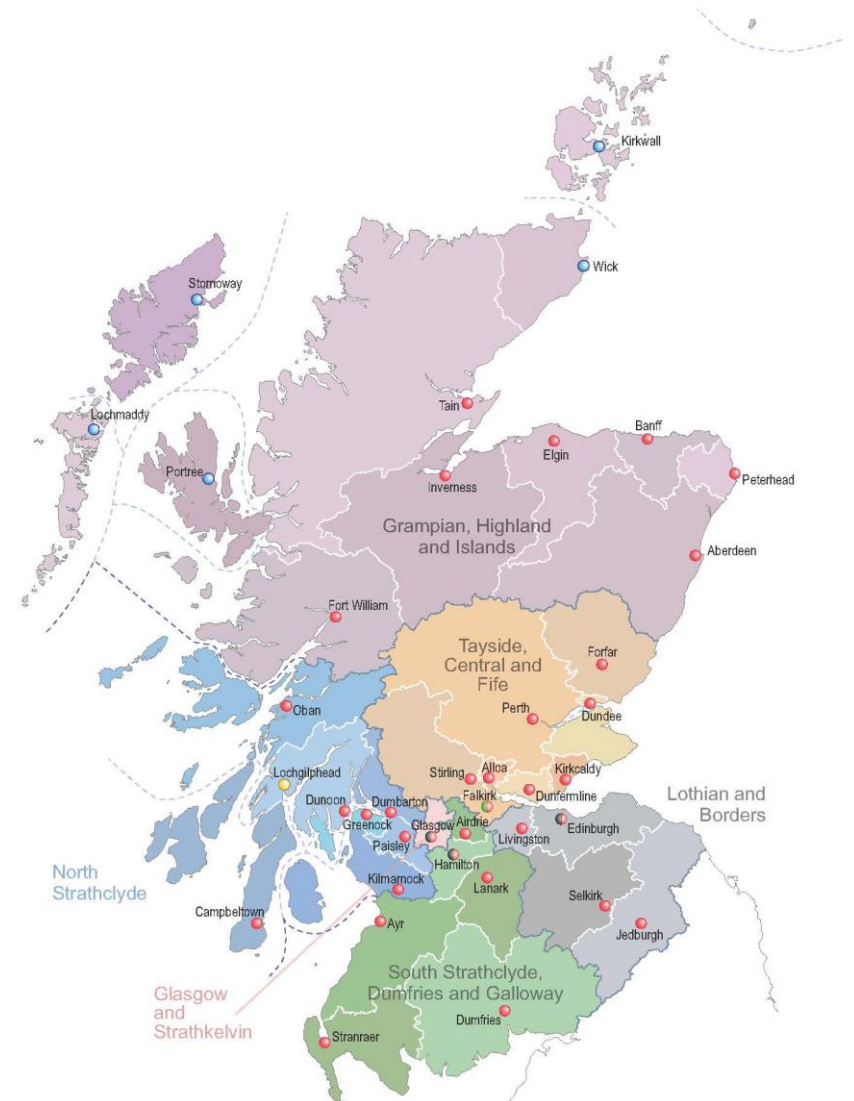 Kirkwall
Wick
Stornoway
Lochmaddy
Portree
Tain
Inverness
Elgin
Banff
Peterhead
Grampian, Highland
and Islands
Aberdeen
Fort William
Tayside,
Central and
Fife
Forfar
Oban
Perth
Dundee
Lochgilphead
Stirling
Alloa
Kirkcaldy
Dunfermline
Falkirk
Lothian and
Borders
Dunoon
Dumbarton
Greenock
Glasgow
Airdrie
Livingston
Edinburgh
Paisley
Hamilton
North
Strathclyde
Kilmarnock
Lanark
Selkirk
Campbeltown
Ayr
Jedburgh
South Strathclyde,
Dumfries and Galloway
Glasgow
and
Strathkelvin
Dumfries
Stranraer